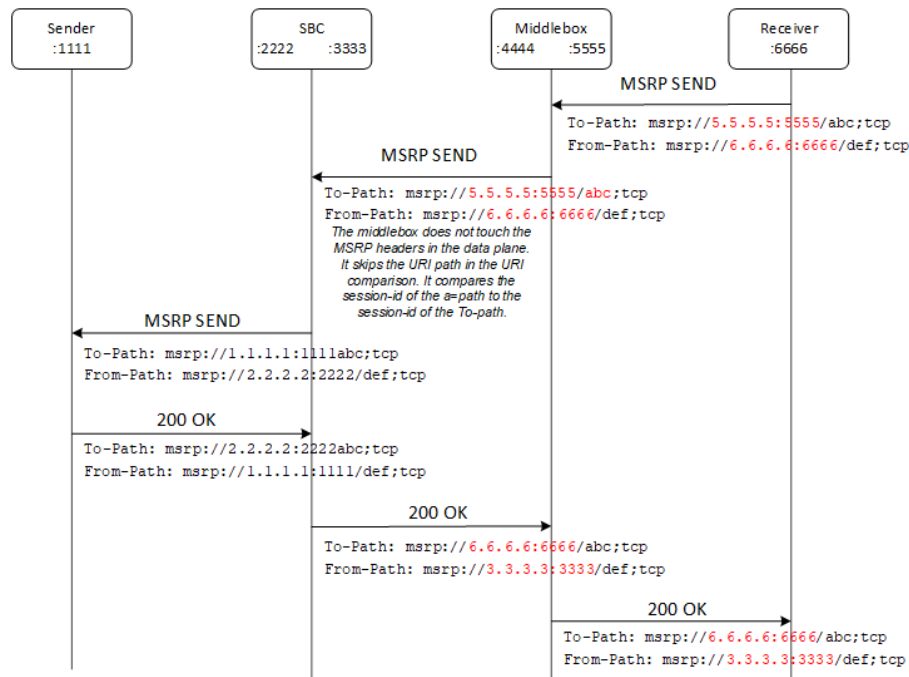 Sender
:1111
SBC
:2222 :3333
Middlebox
:4444 :5555
Receiver
:6666
MSRP SEND
To-Path: msrp://5.5.5.5:5555/abc;tcp
From-Path: msrp://6.6.6.6:6666/def;tcp
MSRP SEND
To-Path: msrp://5.5.5.5:5555/abc;tcp
From-Path: msrp://6.6.6.6:6666/def;tcp
The middlebox does not touch the
MSRP headers in the data plane.
It skips the URI path in the URI
comparison. It compares the
session-id of the a=path to the
session-id of the To-path.
MSRP SEND
To-Path: msrp://1.1.1.1:1111abc;tcp
From-Path: msrp://2.2.2.2:2222/def;tcp
200 OK
To-Path: msrp://2.2.2.2:2222abc;tcp
From-Path: msrp://1.1.1.1:1111/def;tcp
200 OK
To-Path: msrp://6.6.6.6:6666/abc;tcp
From-Path: msrp://3.3.3.3:3333/def;tcp
200 OK
To-Path: msrp://6.6.6.6:6666/abc;tcp
From-Path: msrp://3.3.3.3:3333/def;tcp